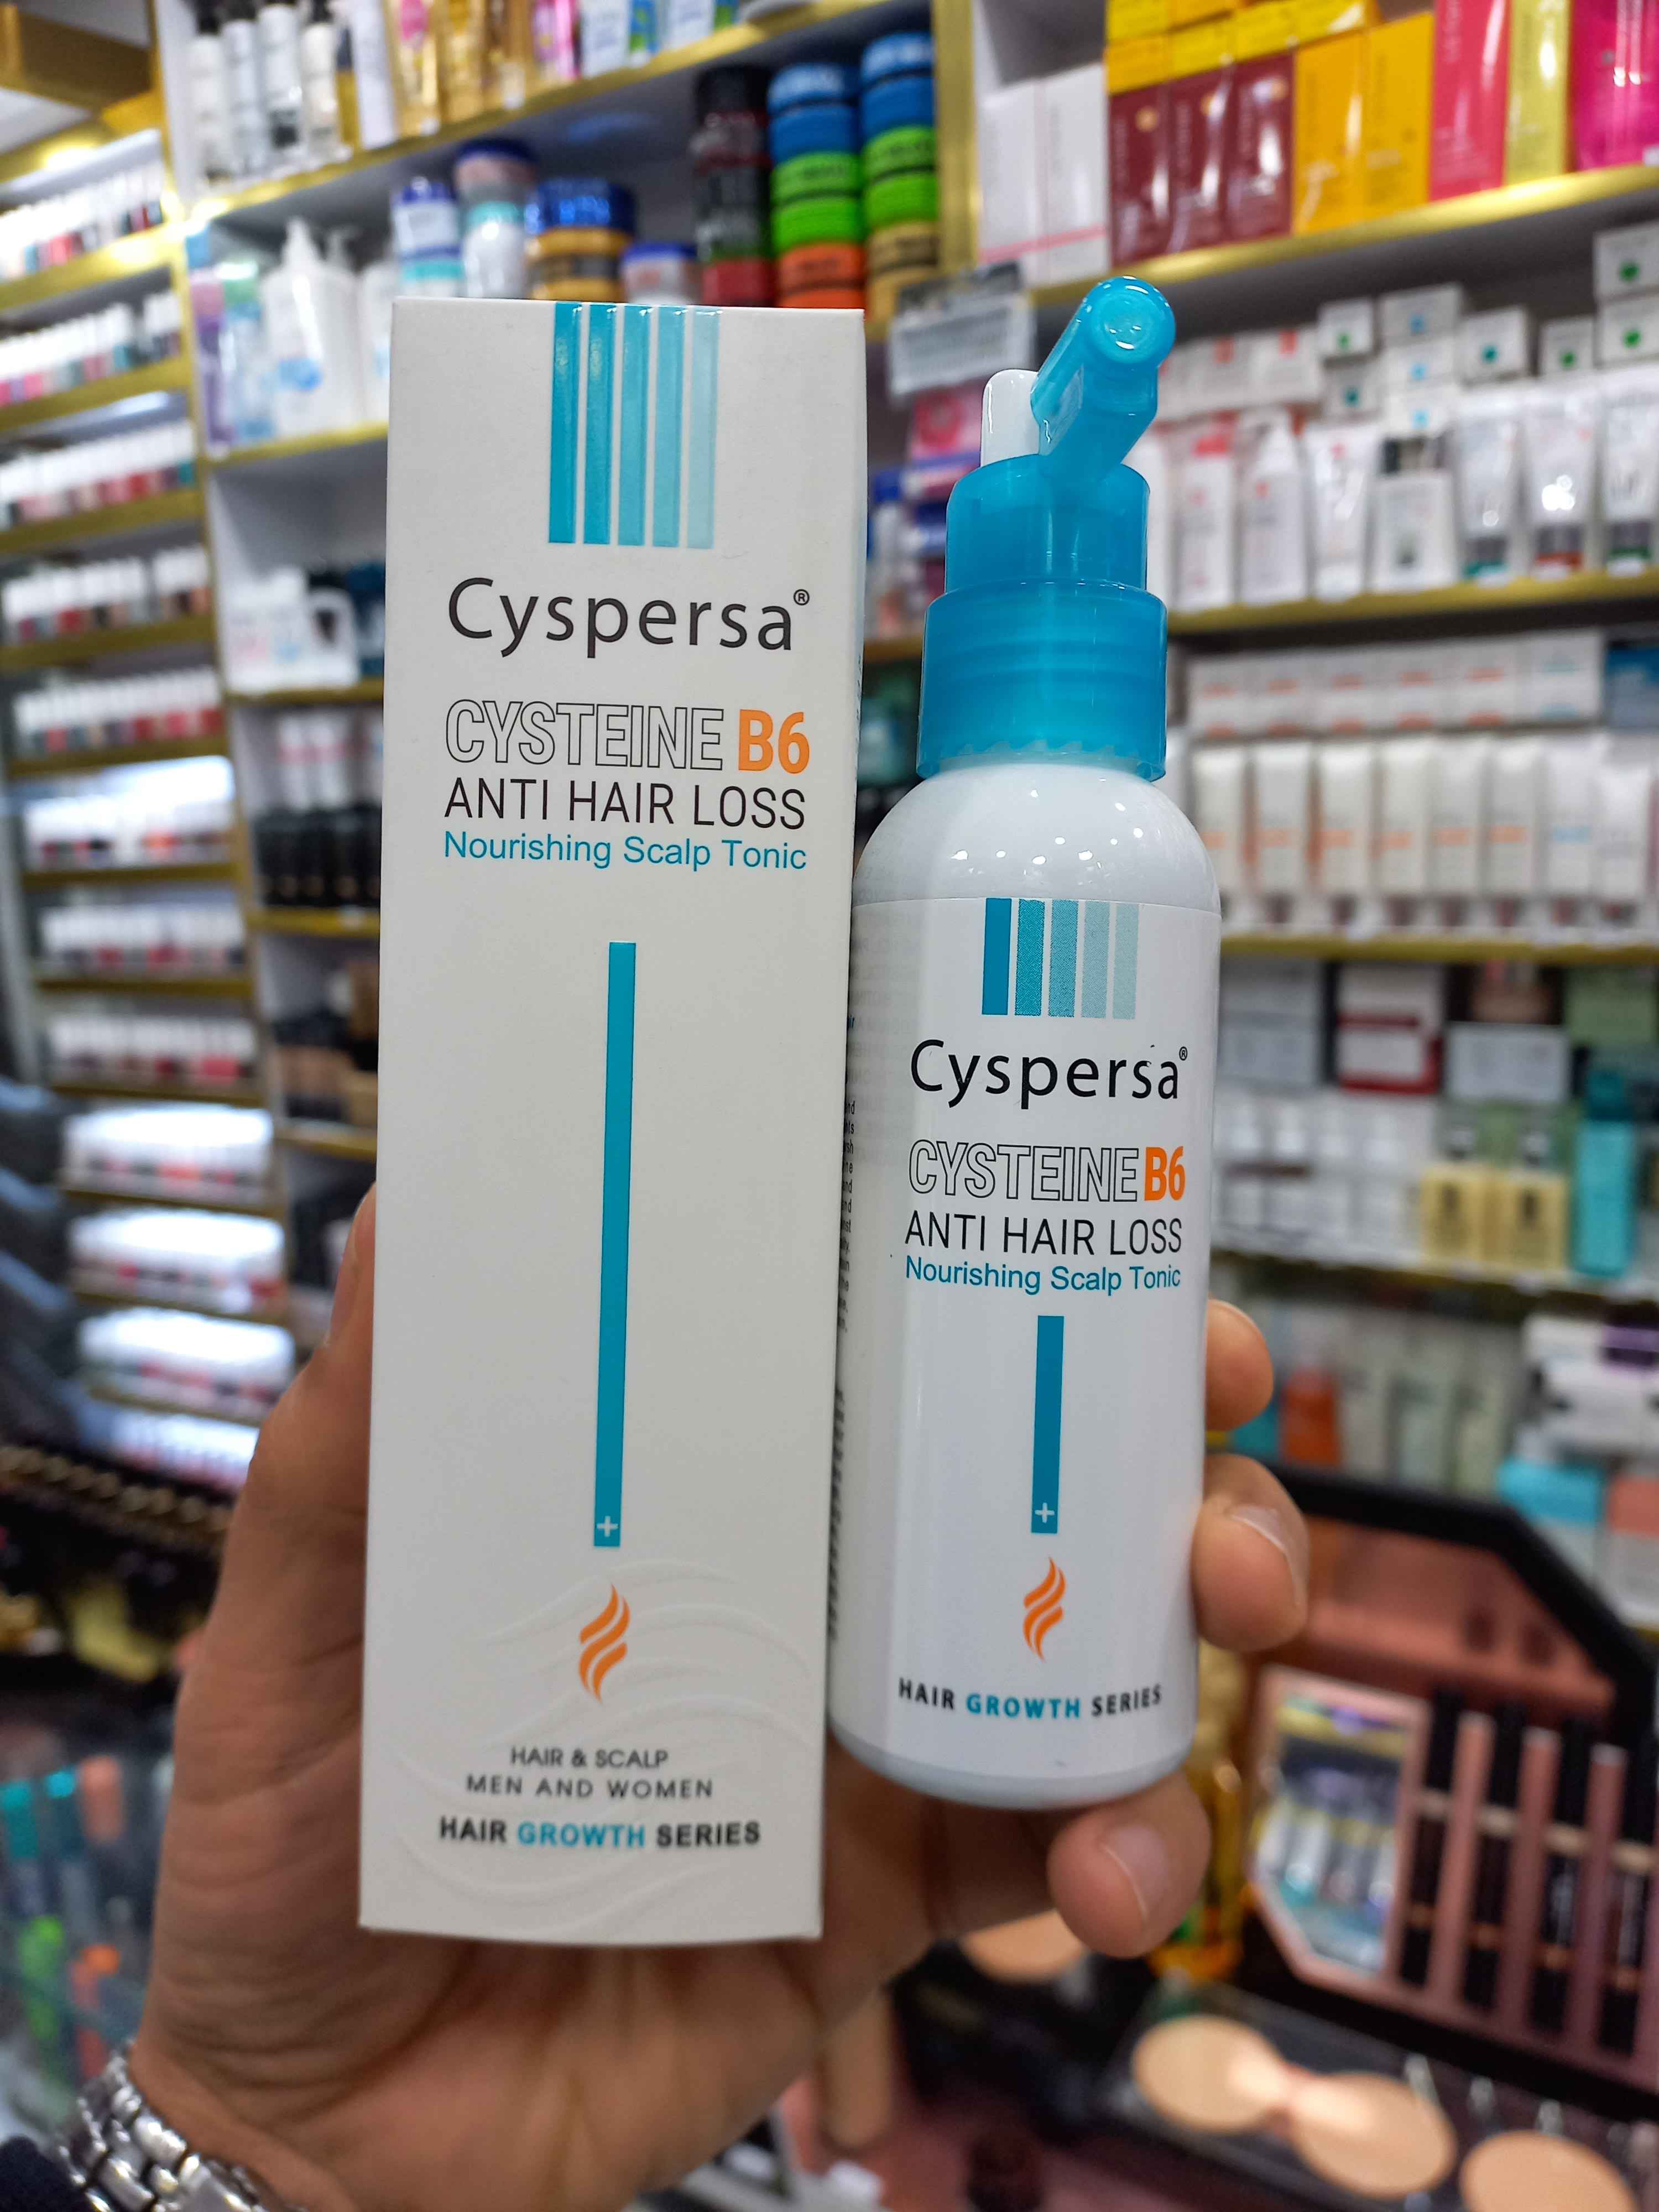 Cyspersa®
CYSTEINE B6
ANTI HAIR LOSS
Nourishing Scalp Tonic
+
HAIR & SCALP
MEN AND WOMEN
HAIR GROWTH SERIES
Cyspersa®
CYSTEINE B6
ANTI HAIR LOSS
Nourishing Scalp Tonic
+
HAIR GROWTH SERIES